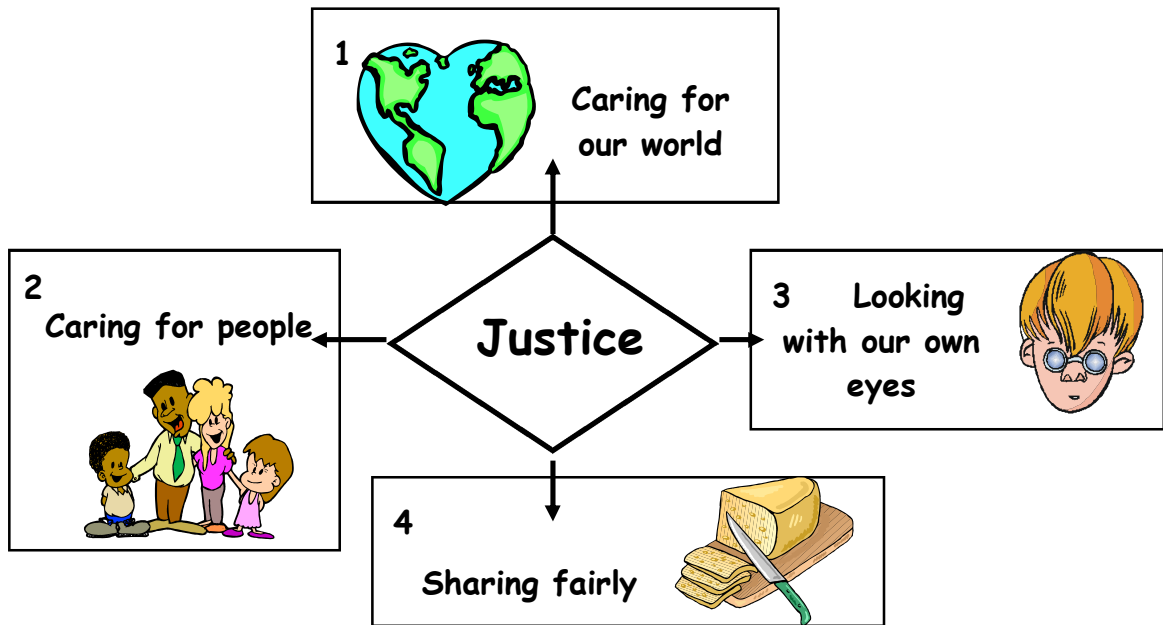 1
Caring for
our world
2
Caring for people
Justice
3 Looking
with our own
eyes
4
Sharing fairly